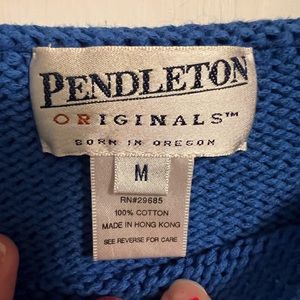 PENDLETON
ORIGINALS™
BORN IN OREGON
M
RN#29685
100% COTTON
MADE IN HONG KONG
SEE REVERSE FOR CARE